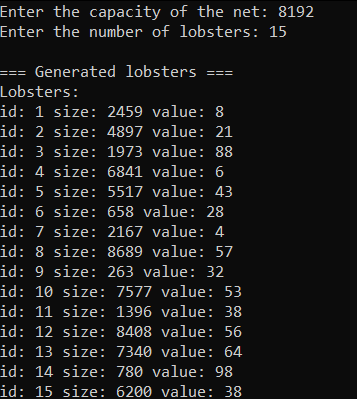 Enter the capacity of the net: 8192
Enter the number of lobsters: 15
=== Generated lobsters ===
Lobsters:
id: 1 size: 2459 value: 8
id: 2 size: 4897 value: 21
id: 3 size: 1973 value: 88
id: 4 size: 6841 value: 6
id: 5 size: 5517 value: 43
id: 6 size: 658 value: 28
id: 7 size: 2167 value: 4
id: 8 size: 8689 value: 57
id: 9 size: 263 value: 32
id: 10 size: 7577 value: 53
id: 11 size: 1396 value: 38
id: 12 size: 8408 value: 56
id: 13 size: 7340 value: 64
id: 14 size: 780 value: 98
id: 15 size: 6200 value: 38